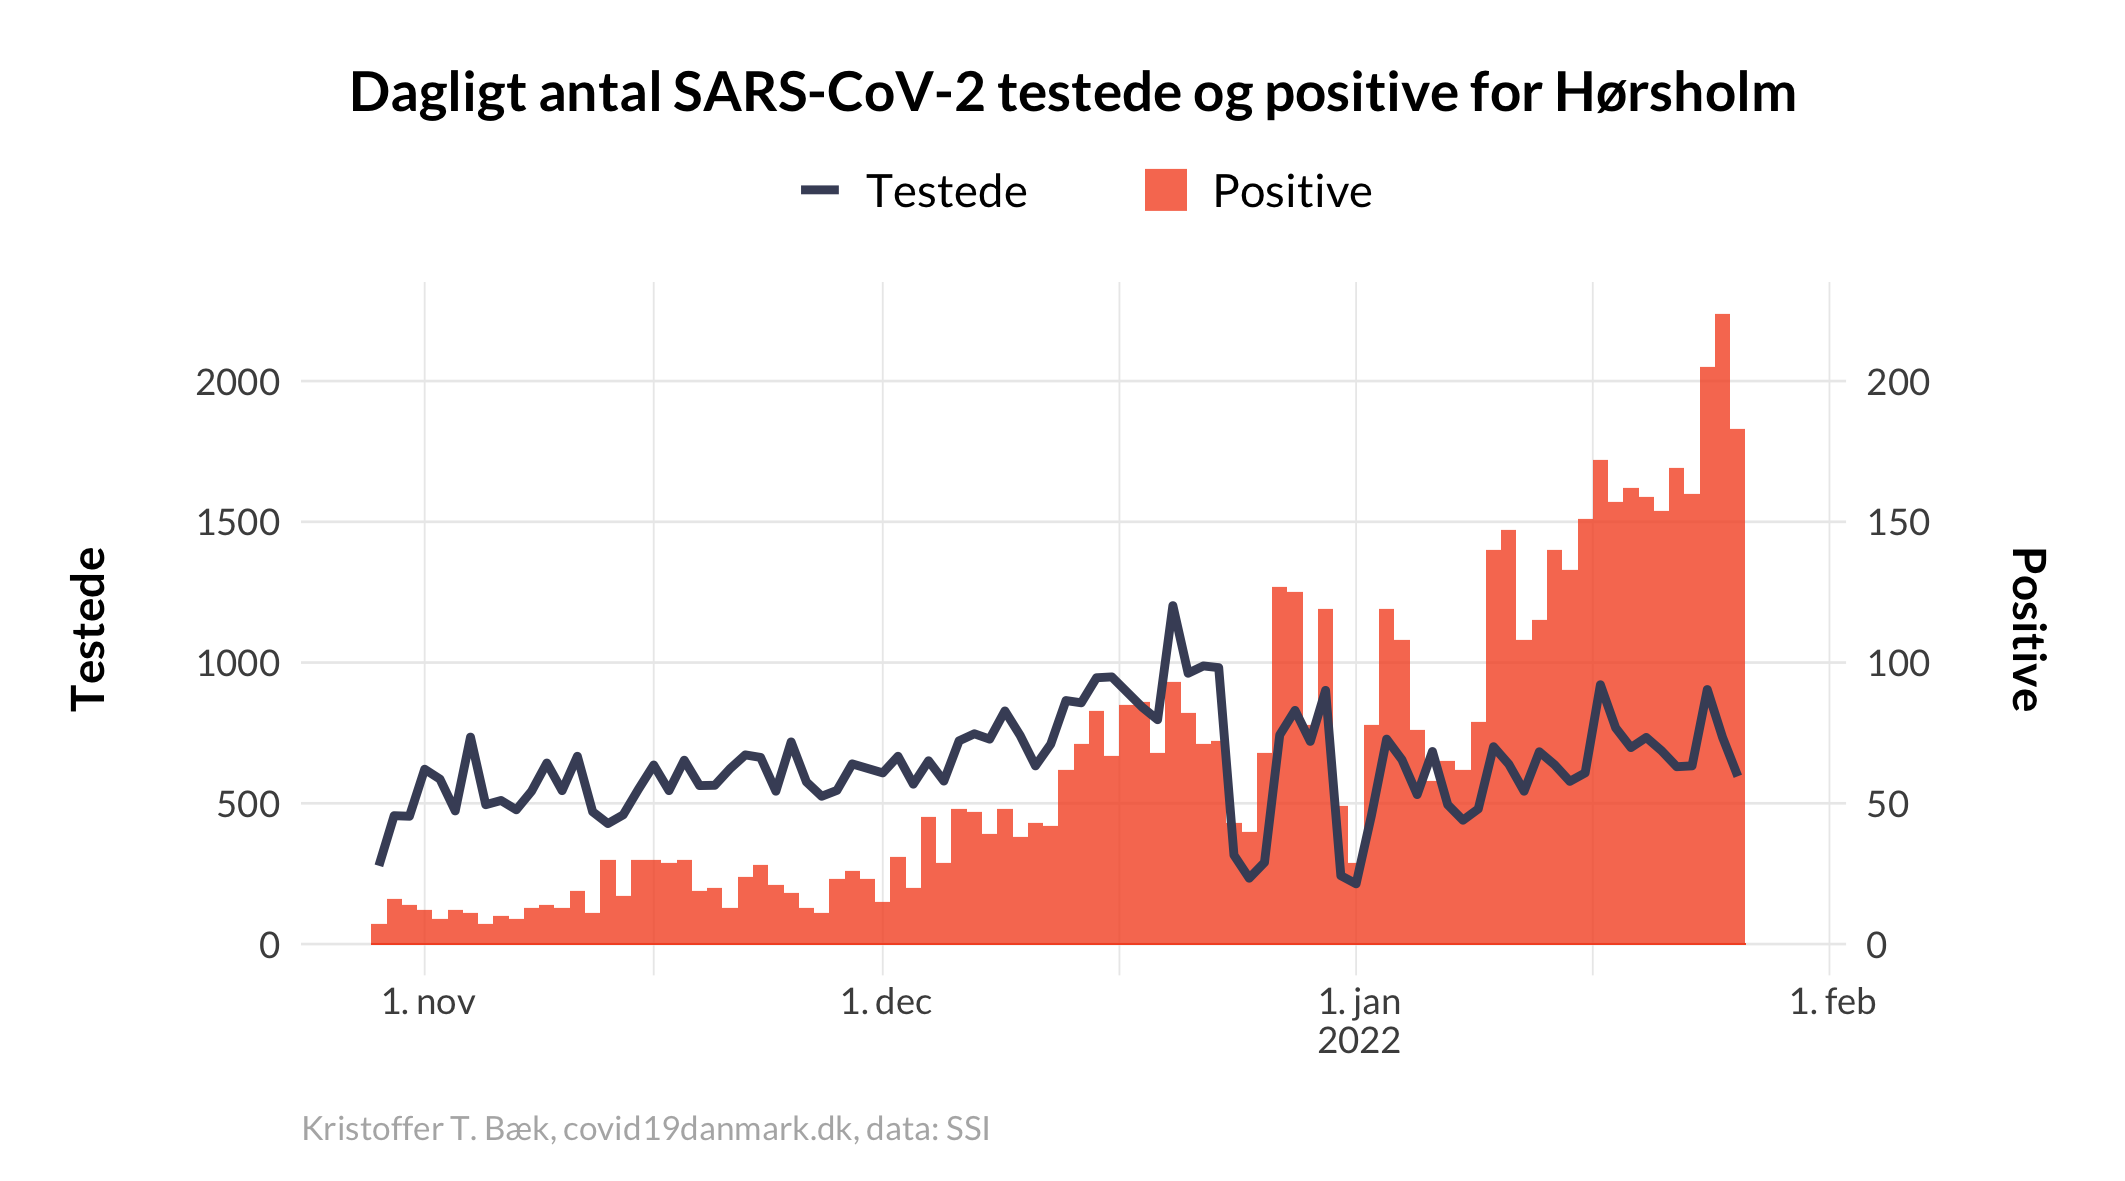 Dagligt antal SARS-CoV-2 testede og positive for Hørsholm
Testede
Positive
Testede
2000
1500
1000
500
0
200
150
100
50
0
Positive
1. nov
1. dec
1. jan
2022
1. feb
Kristoffer T. Bæk, covid19danmark.dk, data: SSI